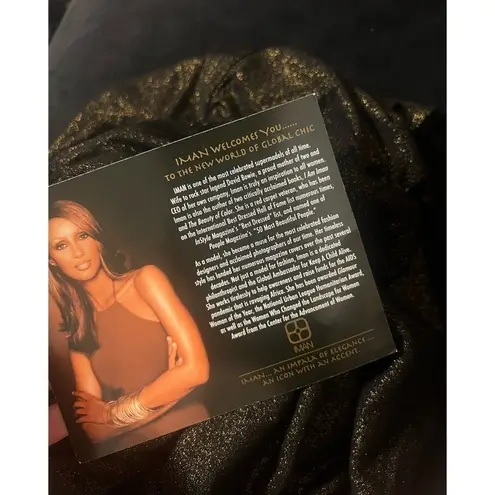 IMAN WELCOMES YOU......
TO THE NEW WORLD OF GLOBAL CHIC
IMAN is one of the most celebrated supermodels of all time.
Wife to rock star legend David Bowie, a proud mother of two and
CEO of her own company, Iman is truly an inspiration to all women.
Iman is also the author of two critically acclaimed books, I Am Iman
and The Beauty of Color. She is a red carpet veteran, who has been
on the International Best Dressed Hall of Fame list numerous times,
InStyle Magazine's "Best Dressed" list, and named one of
People Magazine's "50 Most Beautiful People."
As a model, she became a muse for the most celebrated fashion
designers and acclaimed photographers of our time. Her timeless
style has landed her numerous magazine covers over the past several
decades. Not just a model for fashion, Iman is a dedicated
philanthropist and the Global Ambassador for Keep A Child Alive.
She works tirelessly to help awareness and raise funds for the AIDS
pandemic that is ravaging Africa. She has been awarded Glamour
Woman of the Year, the National Urban League Humanitarian Award,
as well as the Women Who Changed the Landscape for Women
Award from the Center for the Advancement of Women.
IMAN
IMAN... AN IMPALA OF ELEGANCE...
AN ICON WITH AN ACCENT.